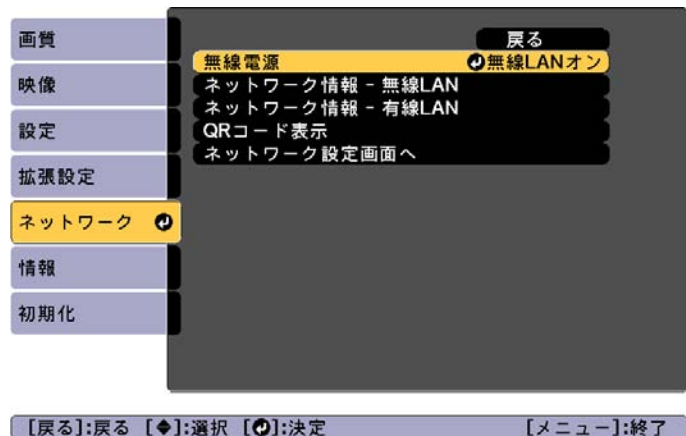 画質
映像
設定
拡張設定
ネットワーク
情報
初期化
戻る
無線電源 無線LANオン
ネットワーク情報 - 無線LAN
ネットワーク情報 - 有線LAN
QRコード表示
ネットワーク設定画面へ
[戻る]:戻る [◆]:選択 [⏎]:決定 [メニュー]:終了